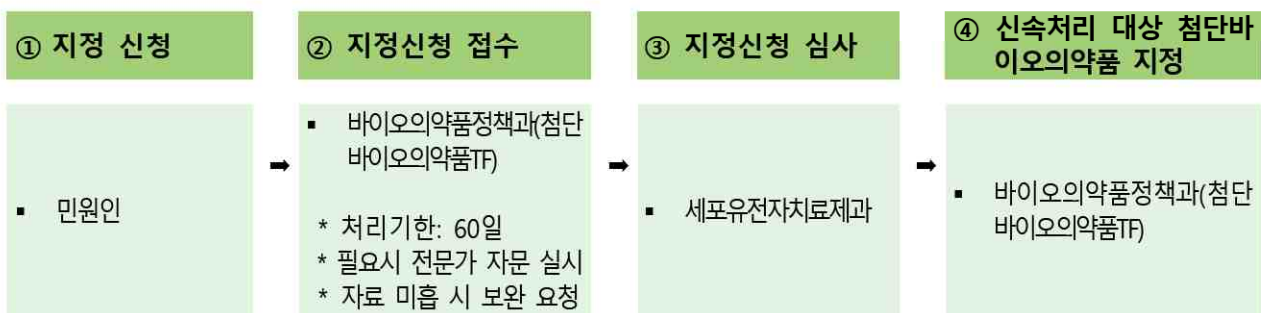 ① 지정 신청
② 지정신청 접수
③ 지정신청 심사
④ 신속처리 대상 첨단바
이오의약품 지정
▪ 민원인
➡
▪ 바이오의약품정책과(첨단
바이오의약품TF)
* 처리기한: 60일
* 필요시 전문가 자문 실시
* 자료 미흡 시 보완 요청
➡
▪ 세포유전자치료제과
➡
▪ 바이오의약품정책과(첨단
바이오의약품TF)